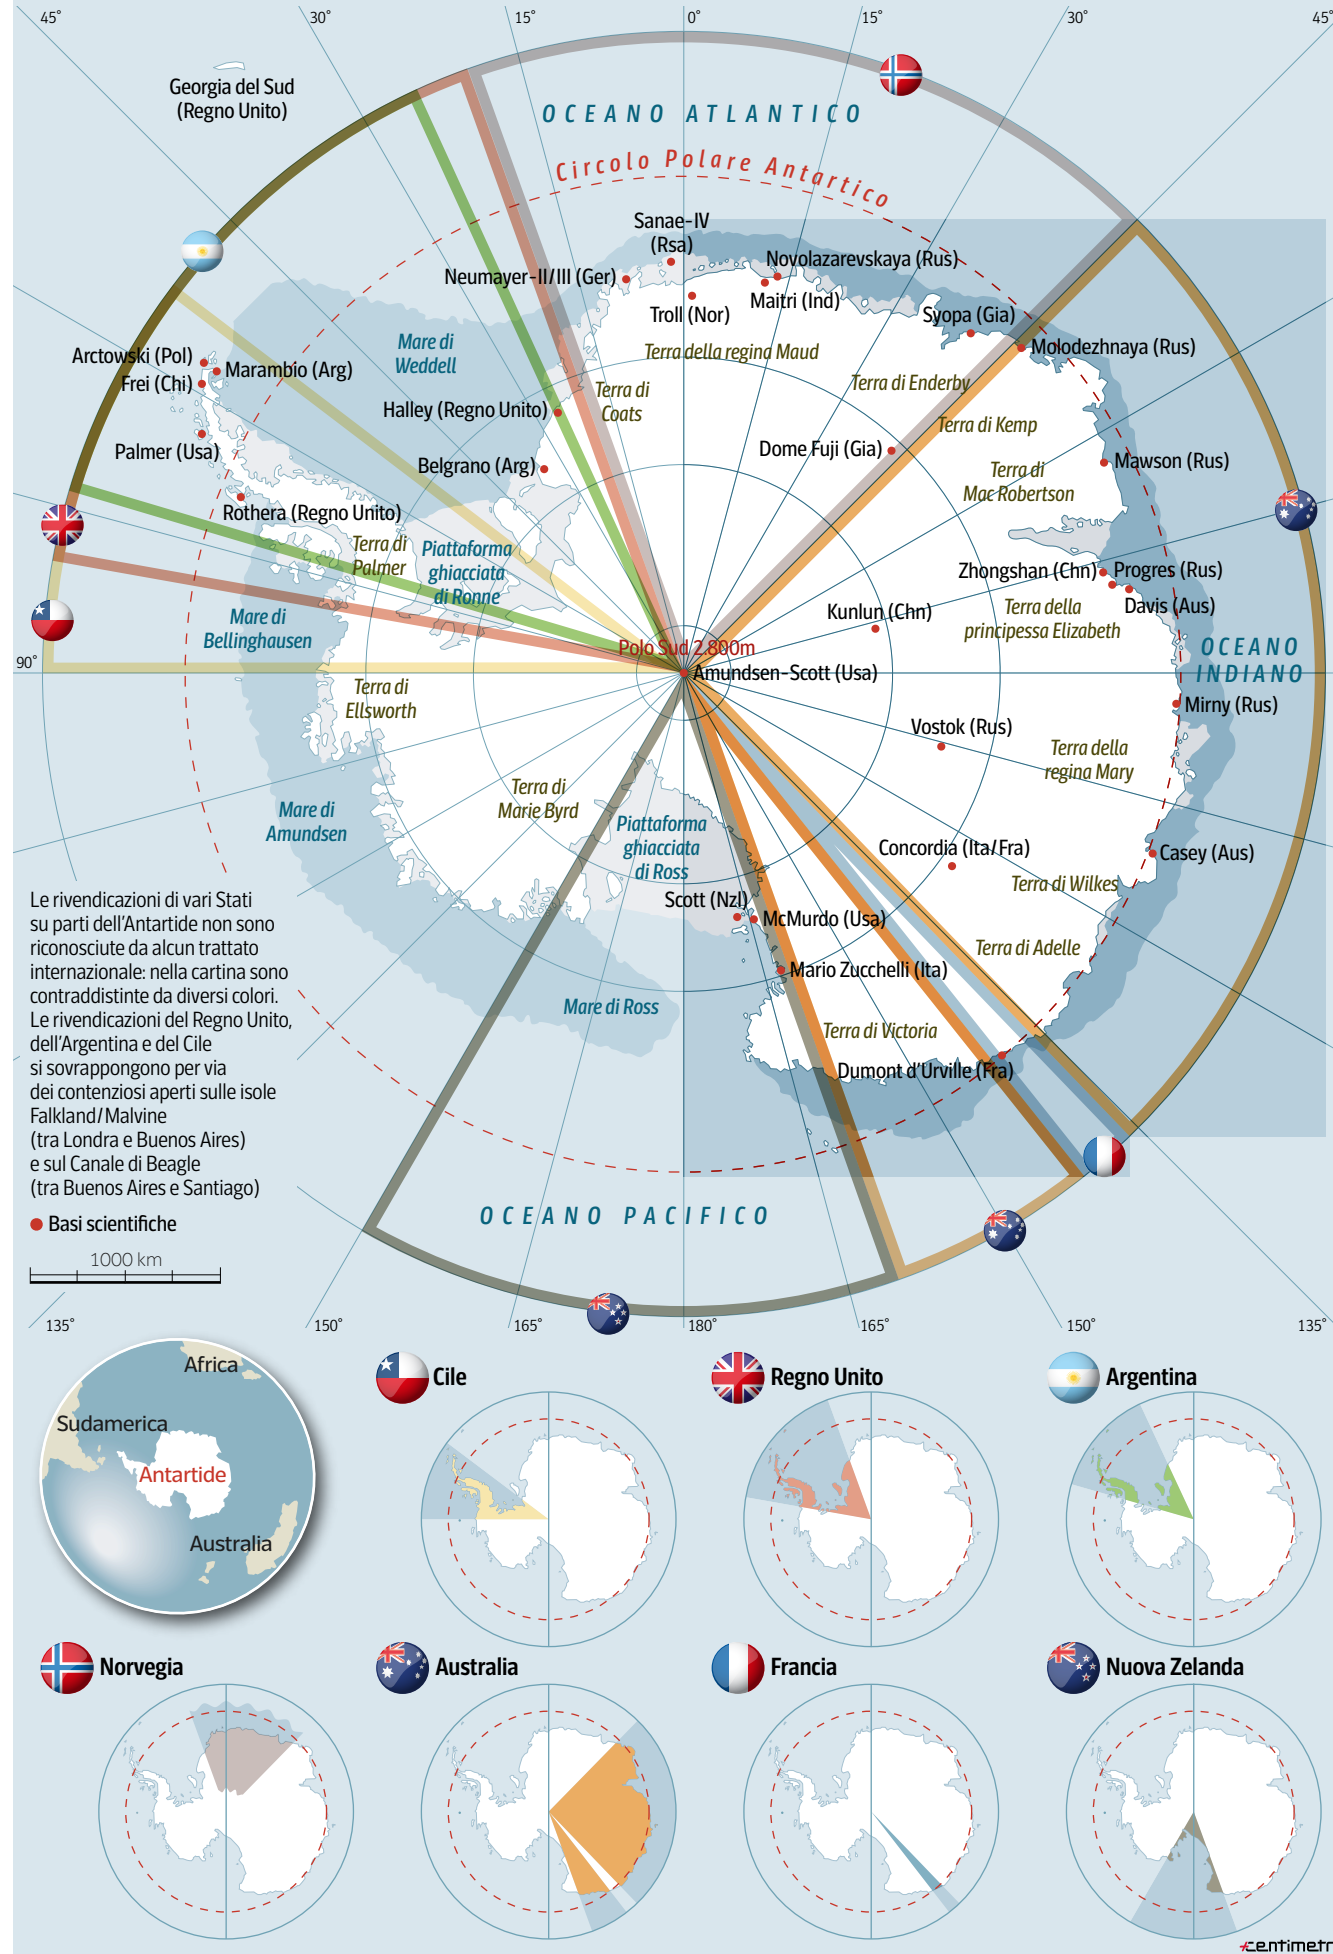 45°
30°
15°
0°
15°
30°
45°
Georgia del Sud
(Regno Unito)
OCEANO ATLANTICO
Circolo Polare Antartico
Sanae-IV
(Rsa)
Neumayer-II/III (Ger)
Novolazarevskaya (Rus)
Maitri (Ind)
Troll (Nor)
Syopa (Gia)
Molodezhnaya (Rus)
Mare di
Weddell
Terra della regina Maud
Arctowski (Pol)
Marambio (Arg)
Frei (Chi)
Terra di
Coats
Terra di Enderby
Halley (Regno Unito)
Terra di Kemp
Palmer (Usa)
Belgrano (Arg)
Dome Fuji (Gia)
Mawson (Rus)
Terra di
Mac Robertson
Rothera (Regno Unito)
Terra di
Palmer
Piattaforma
ghiacciata
di Ronne
Zhongshan (Chn)
Progres (Rus)
Davis (Aus)
Kunlun (Chn)
Terra della
principessa Elizabeth
Mare di
Bellinghausen
Polo Sud 2.800m
OCEANO
INDIANO
90°
Amundsen-Scott (Usa)
Terra di
Ellsworth
Mirny (Rus)
Vostok (Rus)
Terra della
regina Mary
Terra di
Marie Byrd
Mare di
Amundsen
Piattaforma
ghiacciata
di Ross
Concordia (Ita/Fra)
Casey (Aus)
Terra di Wilkes
Scott (Nzl)
McMurdo (Usa)
Terra di Adelle
Mario Zucchelli (Ita)
Mare di Ross
Terra di Victoria
Dumont d'Urville (Fra)
Le rivendicazioni di vari Stati
su parti dell'Antartide non sono
riconosciute da alcun trattato
internazionale: nella cartina sono
contraddistinte da diversi colori.
Le rivendicazioni del Regno Unito,
dell'Argentina e del Cile
si sovrappongono per via
dei contenziosi aperti sulle isole
Falkland/Malvine
(tra Londra e Buenos Aires)
e sul Canale di Beagle
(tra Buenos Aires e Santiago)
OCEANO PACIFICO
Basi scientifiche
1000 km
135°
150°
165°
180°
165°
150°
135°
Africa
Sudamerica
Antartide
Australia
Cile
Regno Unito
Argentina
Norvegia
Australia
Francia
Nuova Zelanda
centimetr